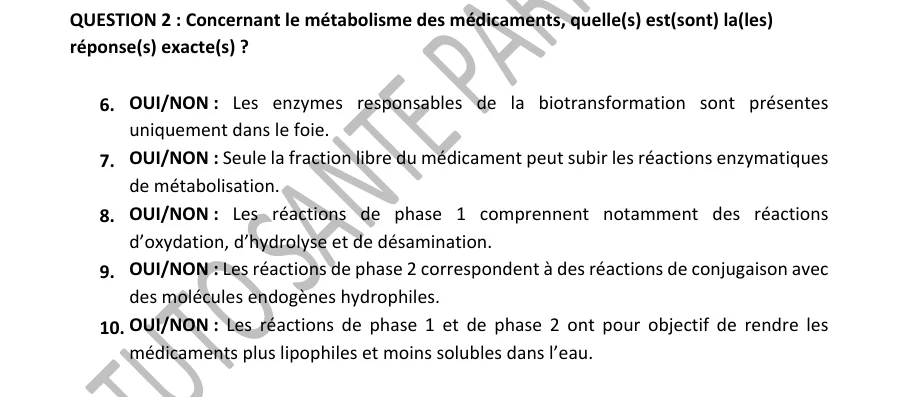 QUESTION 2 : Concernant le métabolisme des médicaments, quelle(s) est(sont) la(les)
réponse(s) exacte(s) ?
6. OUI/NON : Les enzymes responsables de la biotransformation sont présentes
uniquement dans le foie.
7. OUI/NON : Seule la fraction libre du médicament peut subir les réactions enzymatiques
de métabolisation.
8. OUI/NON : Les réactions de phase 1 comprennent notamment des réactions
d’oxydation, d’hydrolyse et de désamination.
9. OUI/NON : Les réactions de phase 2 correspondent à des réactions de conjugaison avec
des molécules endogènes hydrophiles.
10. OUI/NON : Les réactions de phase 1 et de phase 2 ont pour objectif de rendre les
médicaments plus lipophiles et moins solubles dans l’eau.
TUTO SANTE PAR